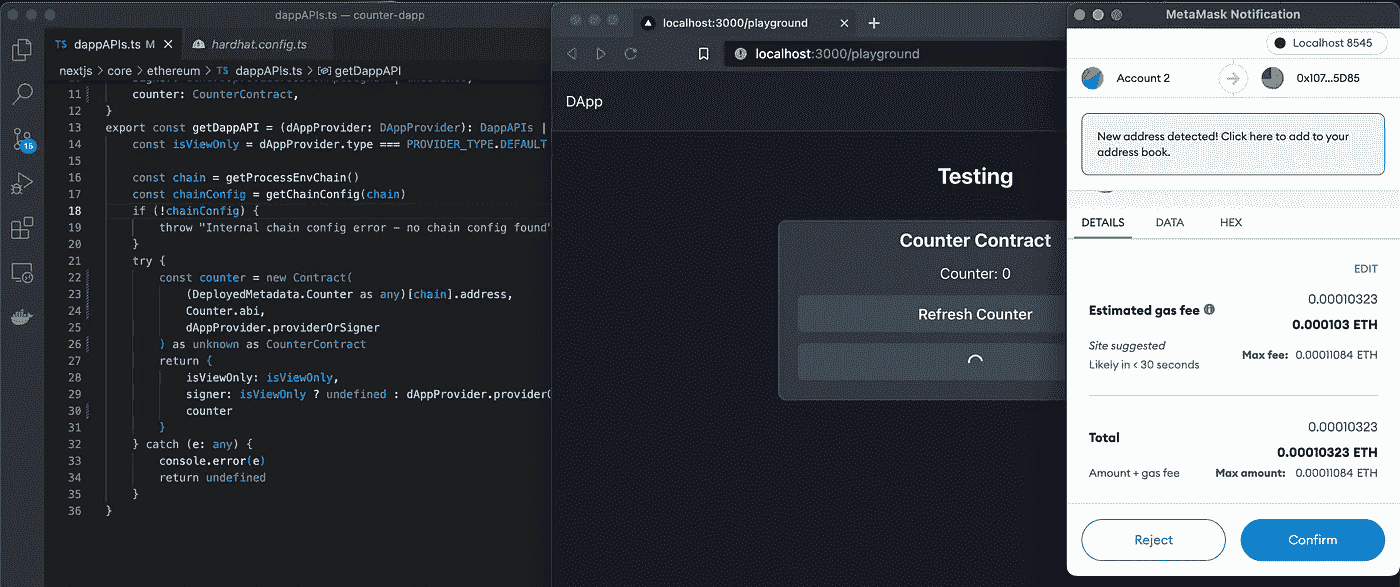 dappAPIs.ts — counter-dapp
TS dappAPIs.ts M
hardhat.config.ts
nextjs > core > ethereum > TS dappAPIs.ts > getDappAPI
11 counter: CounterContract,
12 }
13 export const getDappAPI = (dAppProvider: DAppProvider): DappAPIs |
14 const isViewOnly = dAppProvider.type === PROVIDER_TYPE.DEFAULT
15
16 const chain = getProcessEnvChain()
17 const chainConfig = getChainConfig(chain)
18 if (!chainConfig) {
19 throw "Internal chain config error – no chain config found"
20 }
21 try {
22 const counter = new Contract(
23 (DeployedMetadata.Counter as any)[chain].address,
24 Counter.abi,
25 dAppProvider.providerOrSigner
26 ) as unknown as CounterContract
27 return {
28 isViewOnly: isViewOnly,
29 signer: isViewOnly ? undefined : dAppProvider.providerO
30 counter
31 }
32 } catch (e: any) {
33 console.error(e)
34 return undefined
35 }
36 }
15
localhost:3000/playground
localhost:3000/playground
DApp
Testing
Counter Contract
Counter: 0
Refresh Counter
MetaMask Notification
Localhost 8545
Account 2
0x107...5D85
New address detected! Click here to add to your
address book.
DETAILS DATA HEX
EDIT
0.00010323
Estimated gas fee
0.000103 ETH
Site suggested
Likely in < 30 seconds
Max fee: 0.00011084 ETH
0.00010323
Total
0.00010323 ETH
Amount + gas fee
Max amount: 0.00011084 ETH
Reject
Confirm